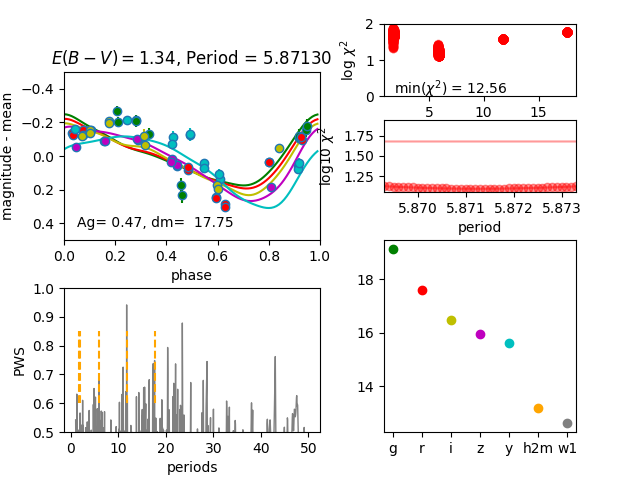 E(B − V) = 1.34, Period = 5.87130
magnitude - mean
−0.4
−0.2
0.0
0.2
0.4
Ag= 0.47, dm= 17.75
0.0 0.2 0.4 0.6 0.8 1.0
phase
log χ²
2
1
0
min(χ²) = 12.56
5 10 15
log10 χ²
1.75
1.50
1.25
5.870 5.871 5.872 5.873
period
PWS
1.0
0.9
0.8
0.7
0.6
0.5
0 10 20 30 40 50
periods
18
16
14
g r i z y h2m w1